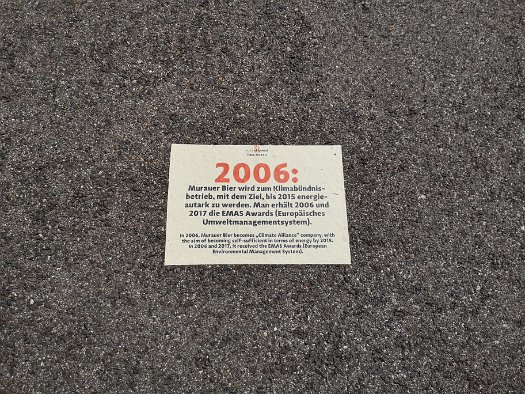 2006:
Murauer Bier wird zum Klimabündnis-
betrieb, mit dem Ziel, bis 2015 energie-
autark zu werden. Man erhält 2006 und
2017 die EMAS Awards (Europäisches
Umweltmanagementsystem).
In 2006, Murauer Bier becomes „Climate Alliance" company, with
the aim of becoming self-sufficient in terms of energy by 2015.
In 2006 and 2017, it received the EMAS Awards (European
Environmental Management System).